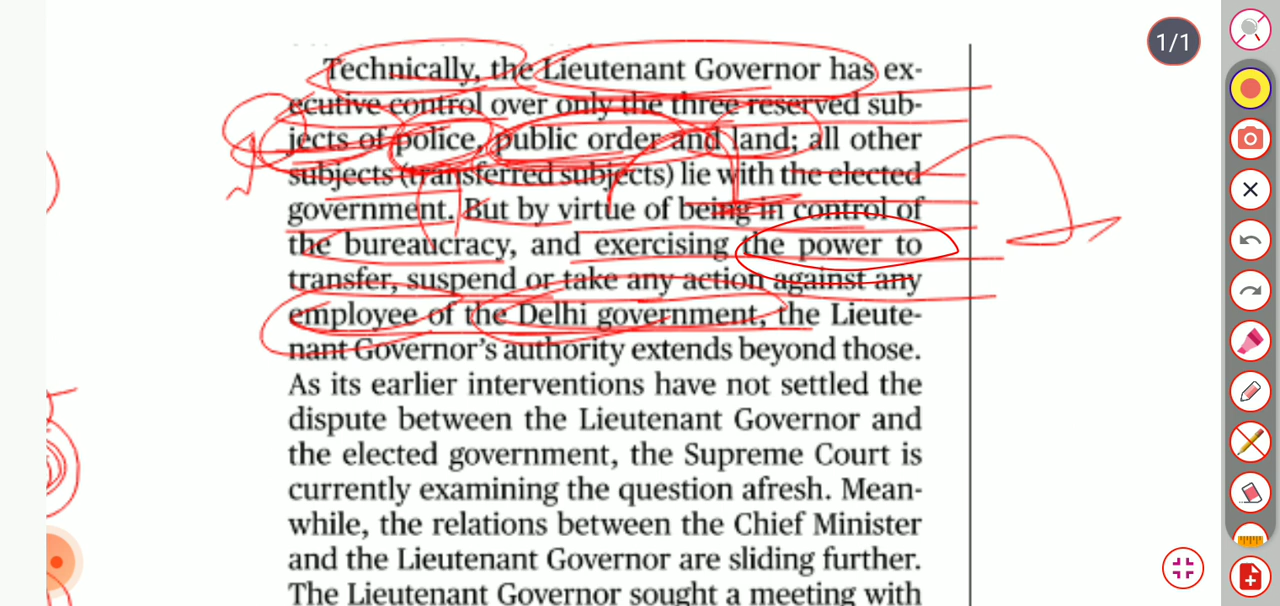 1/1
Technically, the Lieutenant Governor has ex-
ecutive control over only the three reserved sub-
jects of police, public order and land; all other
subjects (transferred subjects) lie with the elected
government. But by virtue of being in control of
the bureaucracy, and exercising the power to
transfer, suspend or take any action against any
employee of the Delhi government, the Lieute-
nant Governor's authority extends beyond those.
As its earlier interventions have not settled the
dispute between the Lieutenant Governor and
the elected government, the Supreme Court is
currently examining the question afresh. Mean-
while, the relations between the Chief Minister
and the Lieutenant Governor are sliding further.
The Lieutenant Governor sought a meeting with